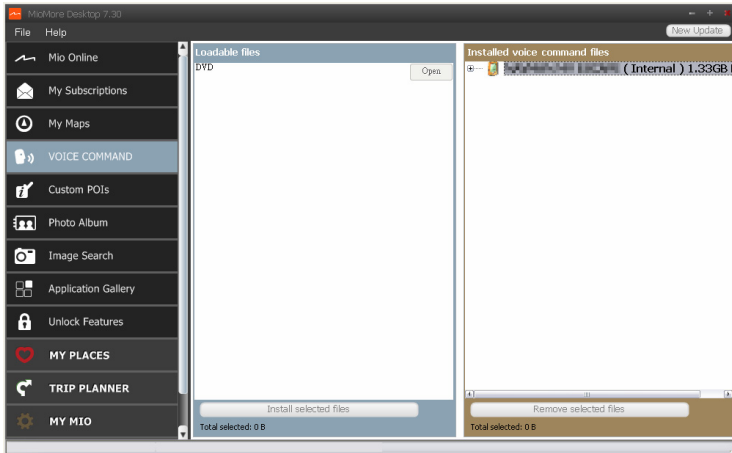 MioMore Desktop 7.30
File Help
New Update
Mio Online
My Subscriptions
My Maps
VOICE COMMAND
Custom POIs
Photo Album
Image Search
Application Gallery
Unlock Features
MY PLACES
TRIP PLANNER
MY MIO
Loadable files
DVD
Open
Install selected files
Total selected: 0 B
Installed voice command files
( Internal ) 1.33GB
Remove selected files
Total selected: 0 B